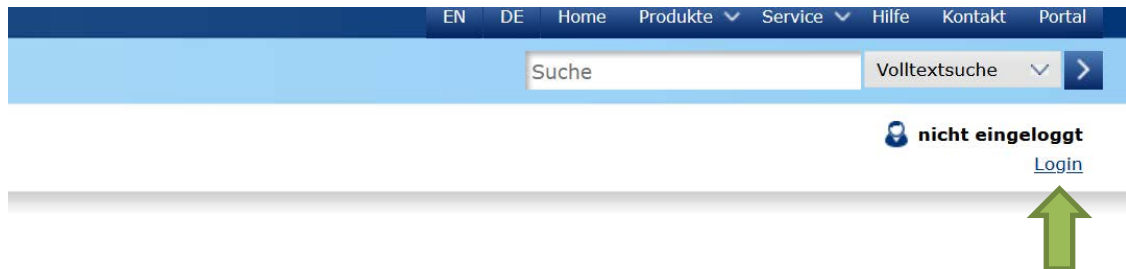 EN DE Home Produkte Service Hilfe Kontakt Portal
Suche Volltextsuche
nicht eingeloggt
Login